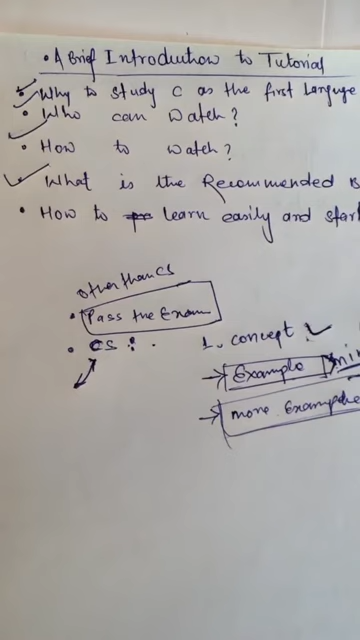 • A Brief Introduction to Tutorial
• Why to study C as the first Language
• Who can Watch?
• How to watch?
What is the Recommended B
• How to learn easily and start
other than CS
• Pass the Exam
• CS :
1. concept
→ Example
→ more Example